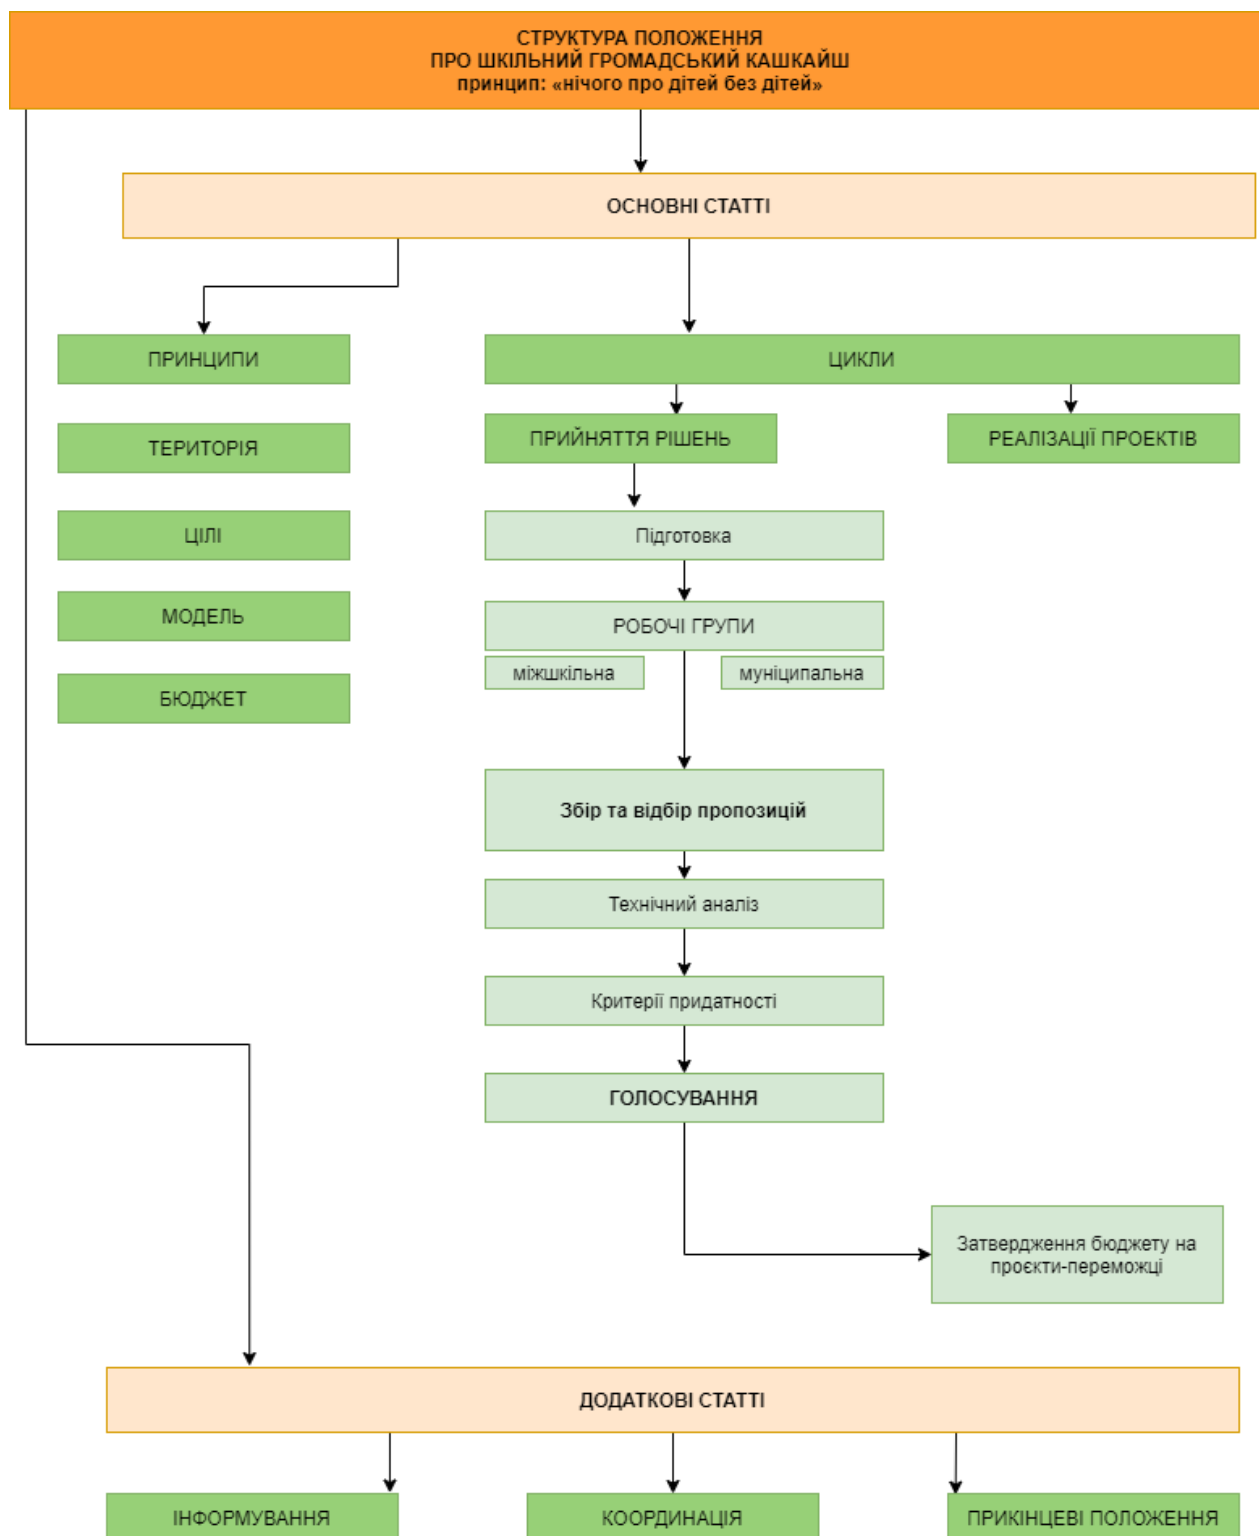 СТРУКТУРА ПОЛОЖЕННЯ
ПРО ШКІЛЬНИЙ ГРОМАДСЬКИЙ КАШКАЙШ
принцип: «нічого про дітей без дітей»
ОСНОВНІ СТАТТІ
ПРИНЦИПИ
ТЕРИТОРІЯ
ЦІЛІ
МОДЕЛЬ
БЮДЖЕТ
ЦИКЛИ
ПРИЙНЯТТЯ РІШЕНЬ
РЕАЛІЗАЦІЇ ПРОЕКТІВ
Підготовка
РОБОЧІ ГРУПИ
міжшкільна
муніципальна
Збір та відбір пропозицій
Технічний аналіз
Критерії придатності
ГОЛОСУВАННЯ
Затвердження бюджету на
проєкти-переможці
ДОДАТКОВІ СТАТТІ
ІНФОРМУВАННЯ
КООРДИНАЦІЯ
ПРИКІНЦЕВІ ПОЛОЖЕННЯ